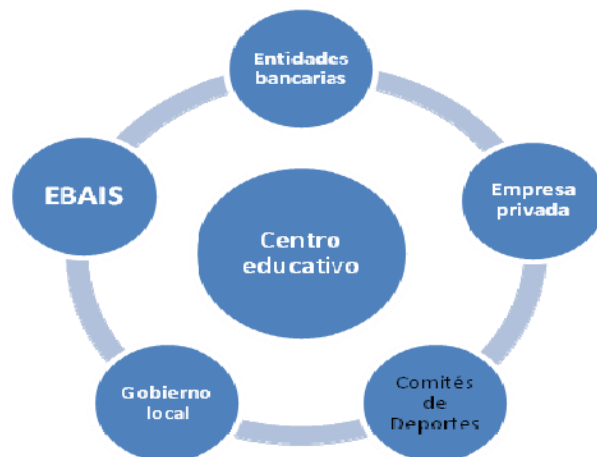 Entidades
bancarias
EBAIS
Empresa
privada
Centro
educativo
Gobierno
local
Comités
de
Deportes